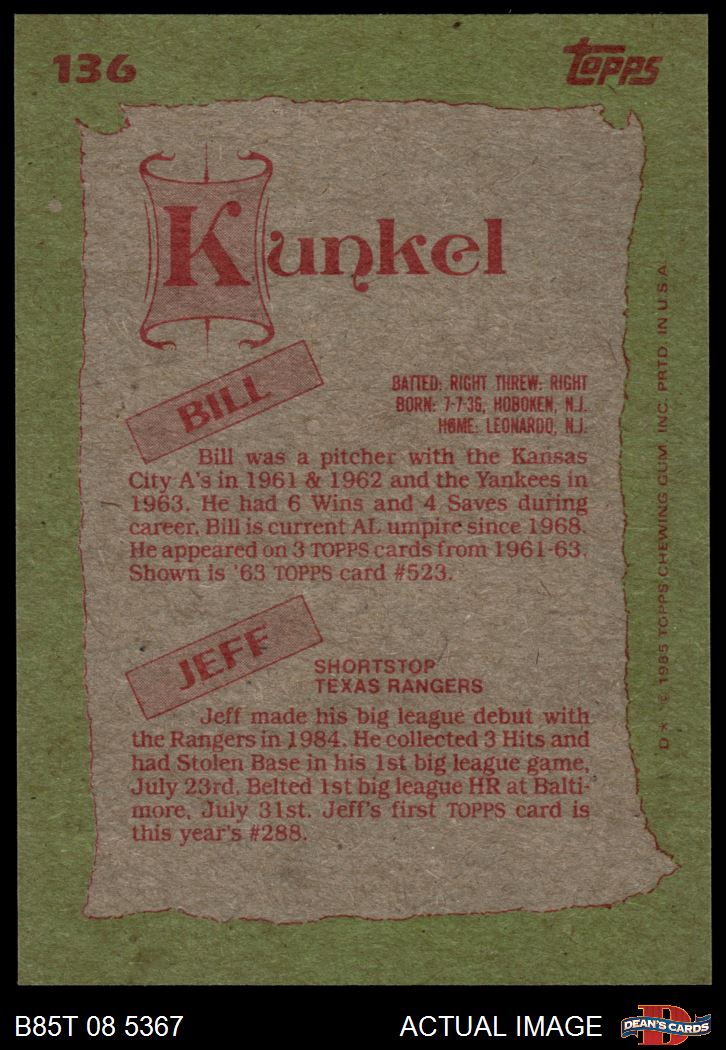 136
Topps
Kunkel
BILL
BATTED: RIGHT THREW: RIGHT
BORN: 7-7-36, HOBOKEN, N.J.
HOME: LEONARDO, N.J.
Bill was a pitcher with the Kansas
City A's in 1961 & 1962 and the Yankees in
1963. He had 6 Wins and 4 Saves during
career. Bill is current AL umpire since 1968.
He appeared on 3 TOPPS cards from 1961-63.
Shown is '63 TOPPS card #523.
JEFF
SHORTSTOP
TEXAS RANGERS
Jeff made his big league debut with
the Rangers in 1984. He collected 3 Hits and
had Stolen Base in his 1st big league game,
July 23rd. Belted 1st big league HR at Balti-
more, July 31st. Jeff's first TOPPS card is
this year's #288.
D * © 1985 TOPPS CHEWING GUM INC. PRTD. IN U.S.A.
B85T 08 5367
ACTUAL IMAGE
D
DEAN'S CARDS